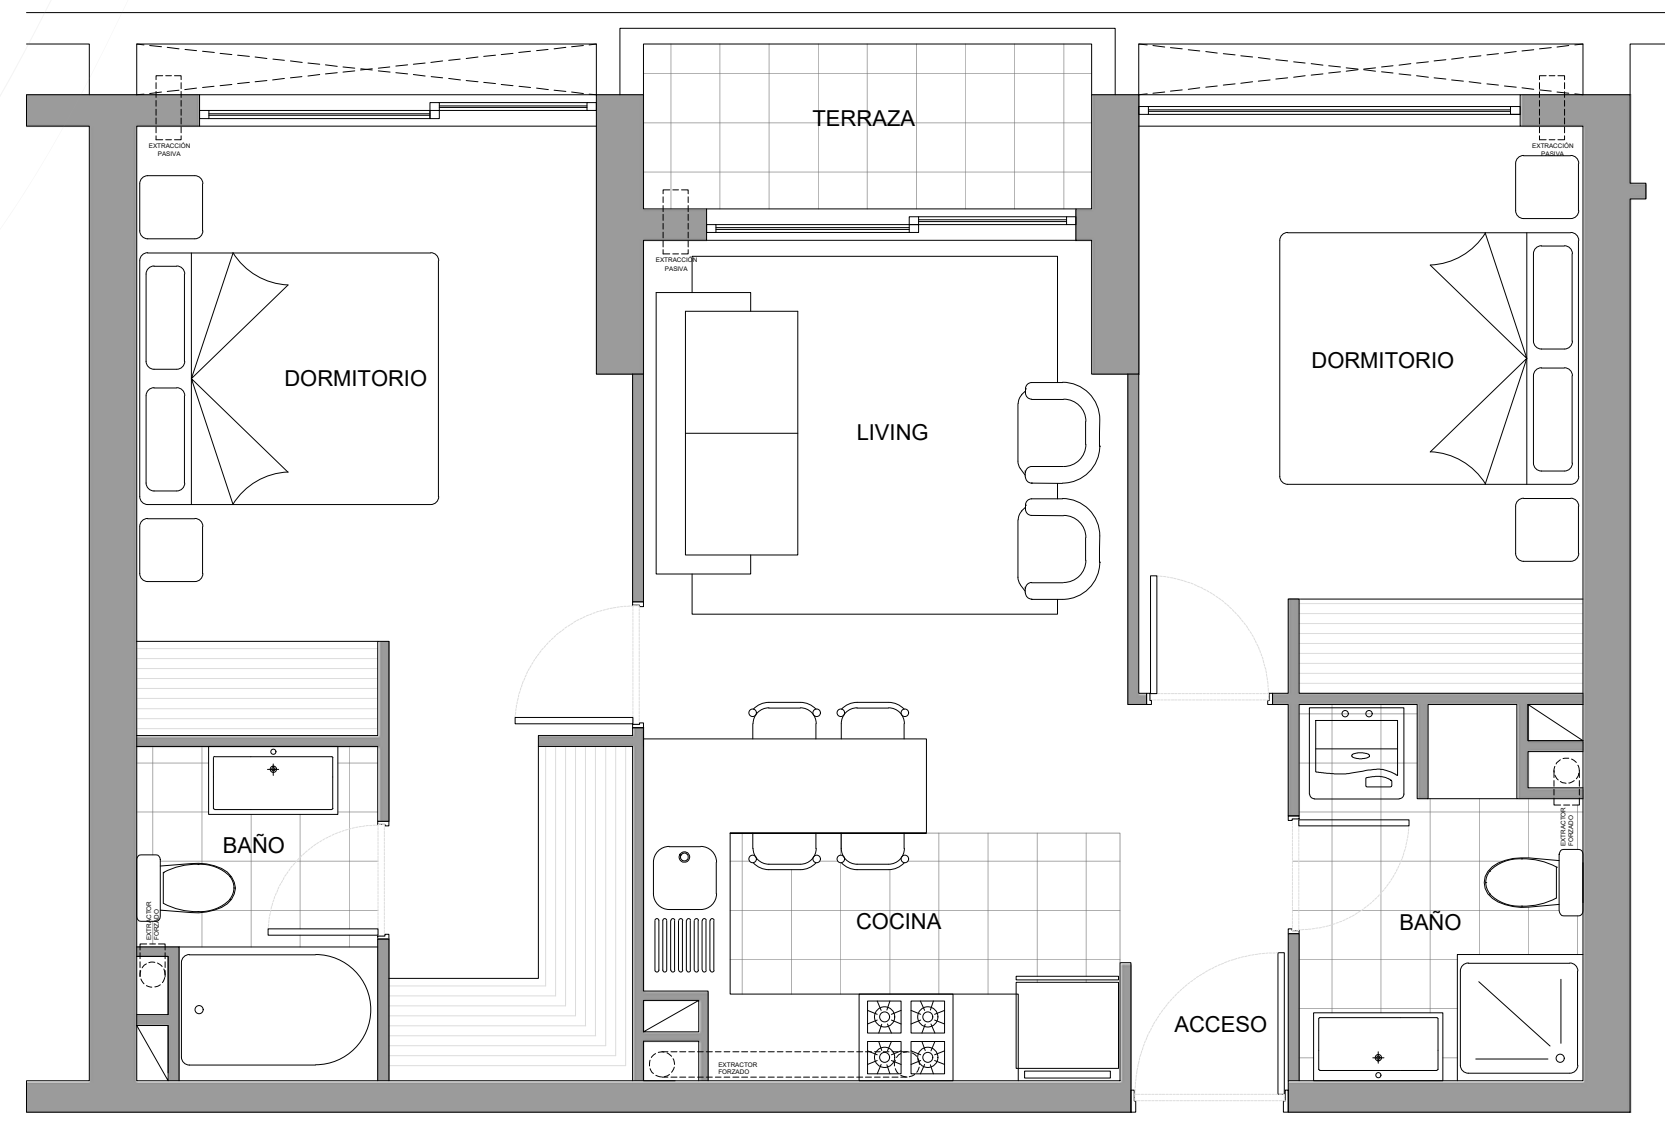 TERRAZA
EXTRACCIÓN
PASIVA
EXTRACCIÓN
PASIVA
EXTRACCIÓN
PASIVA
DORMITORIO
DORMITORIO
LIVING
BAÑO
EXTRACTOR
FORZADO
EXTRACTOR
FORZADO
COCINA
BAÑO
ACCESO
EXTRACTOR
FORZADO